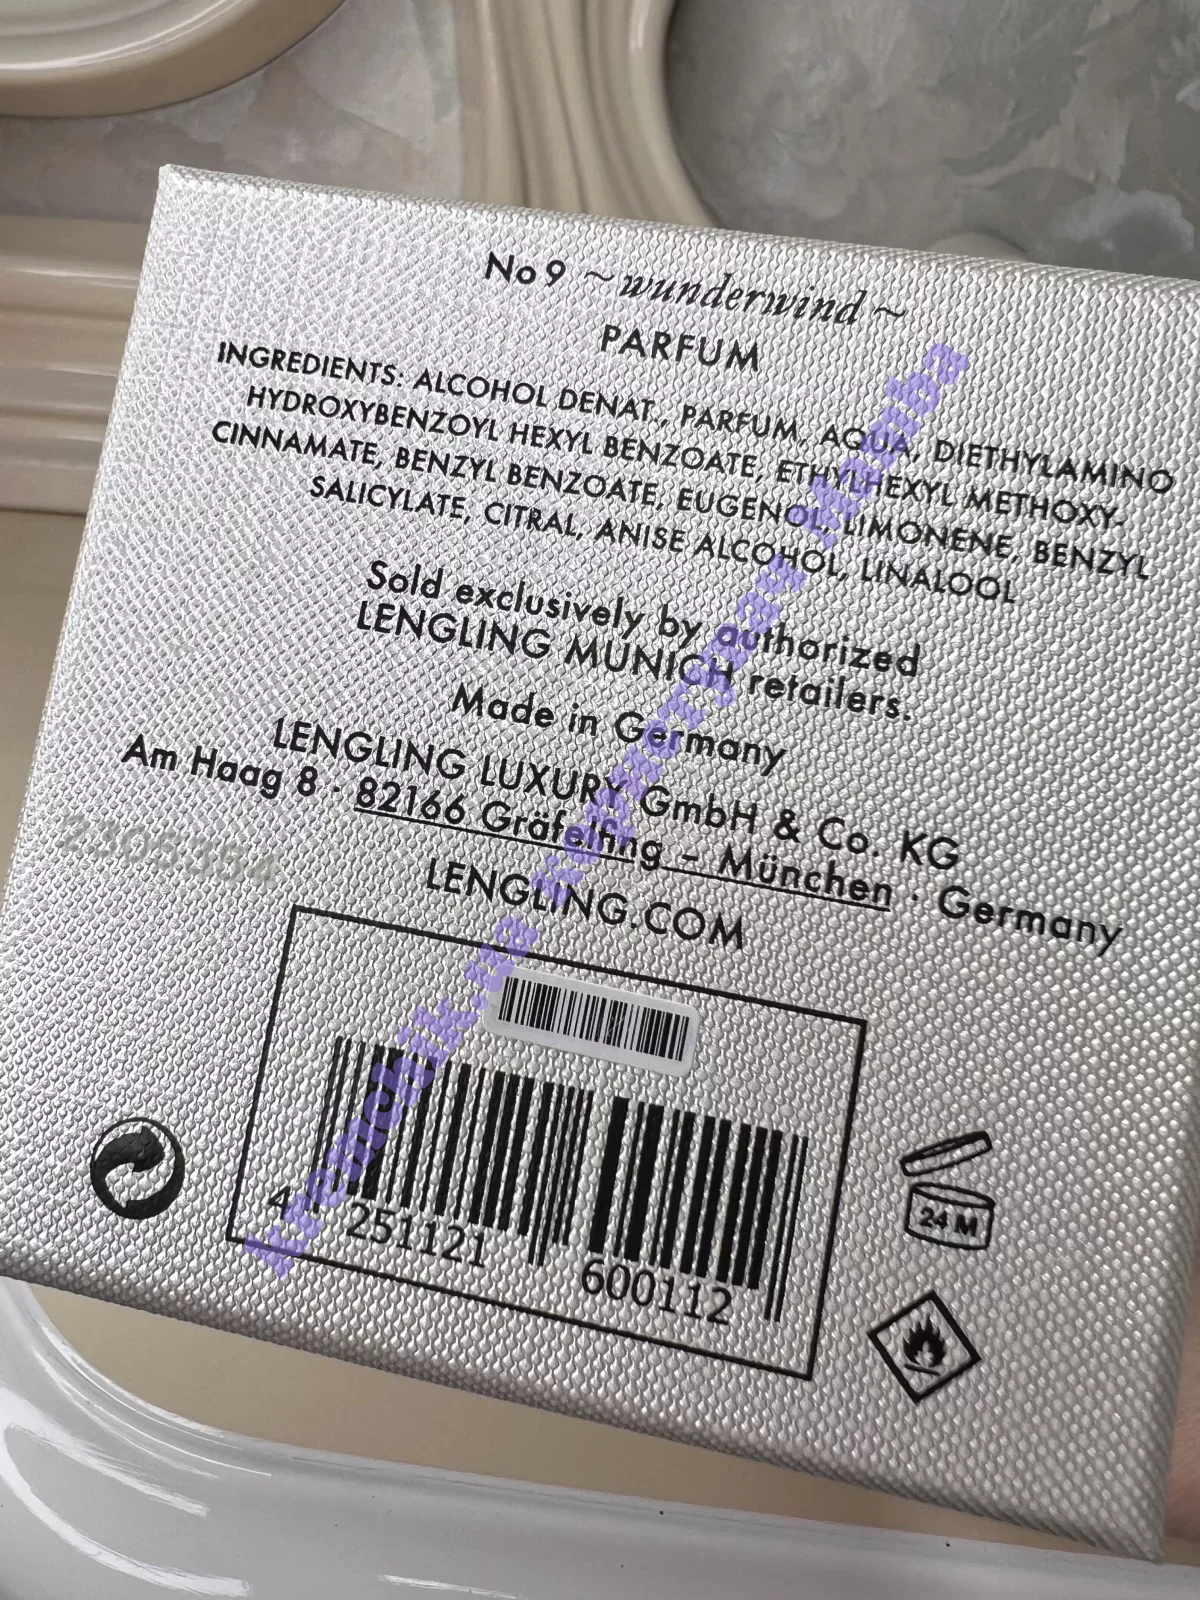 No 9 ~ wunderwind ~
PARFUM
INGREDIENTS: ALCOHOL DENAT., PARFUM, AQUA, DIETHYLAMINO
HYDROXYBENZOYL HEXYL BENZOATE, ETHYLHEXYL METHOXY-
CINNAMATE, BENZYL BENZOATE, EUGENOL, LIMONENE, BENZYL
SALICYLATE, CITRAL, ANISE ALCOHOL, LINALOOL
Sold exclusively by authorized
LENGLING MUNICH retailers.
Made in Germany
LENGLING LUXURY GmbH & Co. KG
Am Haag 8 · 82166 Gräfelfing – München · Germany
LENGLING.COM
4 251121 600112
24 M
kremchik.ua